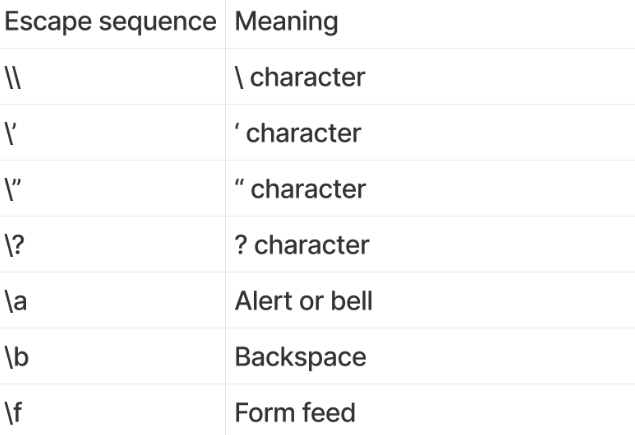 Escape sequence Meaning
\\ \ character
\’ ‘ character
\” “ character
\? ? character
\a Alert or bell
\b Backspace
\f Form feed